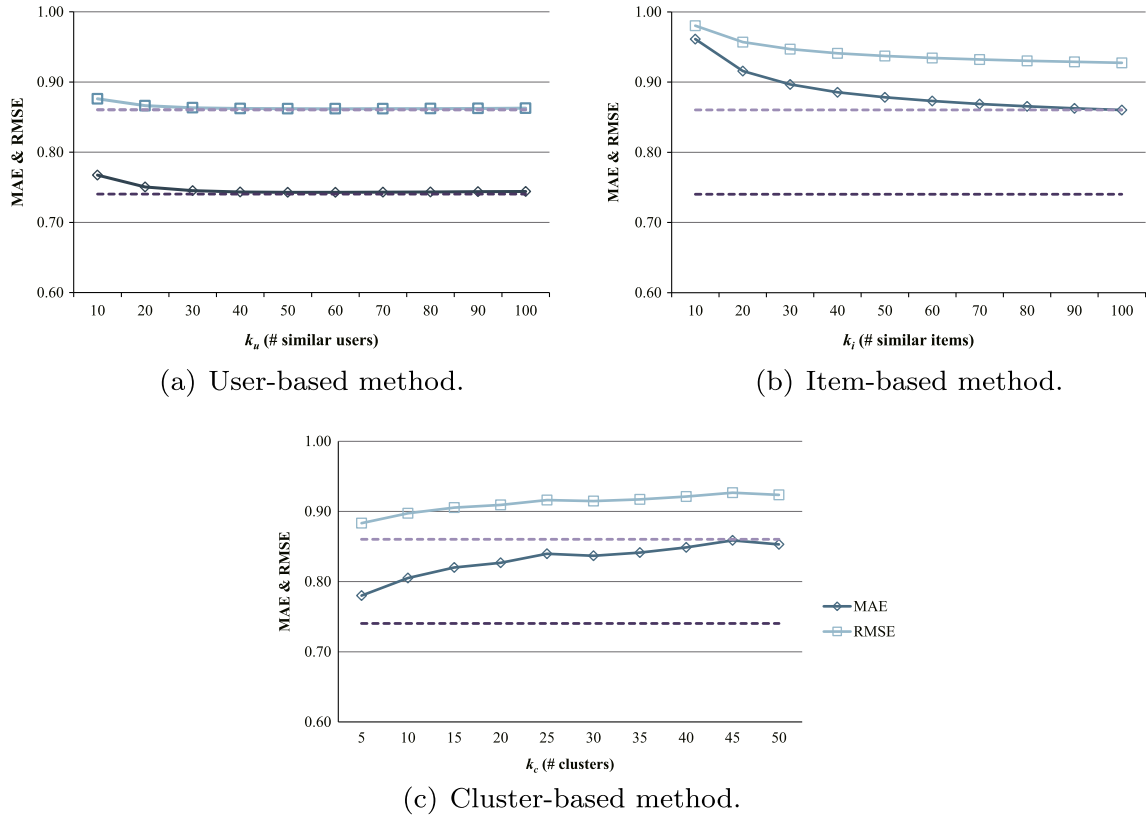 1.00
0.90
0.80
0.70
0.60
MAE & RMSE
10 20 30 40 50 60 70 80 90 100
k_u (# similar users)
(a) User-based method.
1.00
0.90
0.80
0.70
0.60
MAE & RMSE
10 20 30 40 50 60 70 80 90 100
k_i (# similar items)
(b) Item-based method.
1.00
0.90
0.80
0.70
0.60
MAE & RMSE
5 10 15 20 25 30 35 40 45 50
k_c (# clusters)
MAE
RMSE
(c) Cluster-based method.